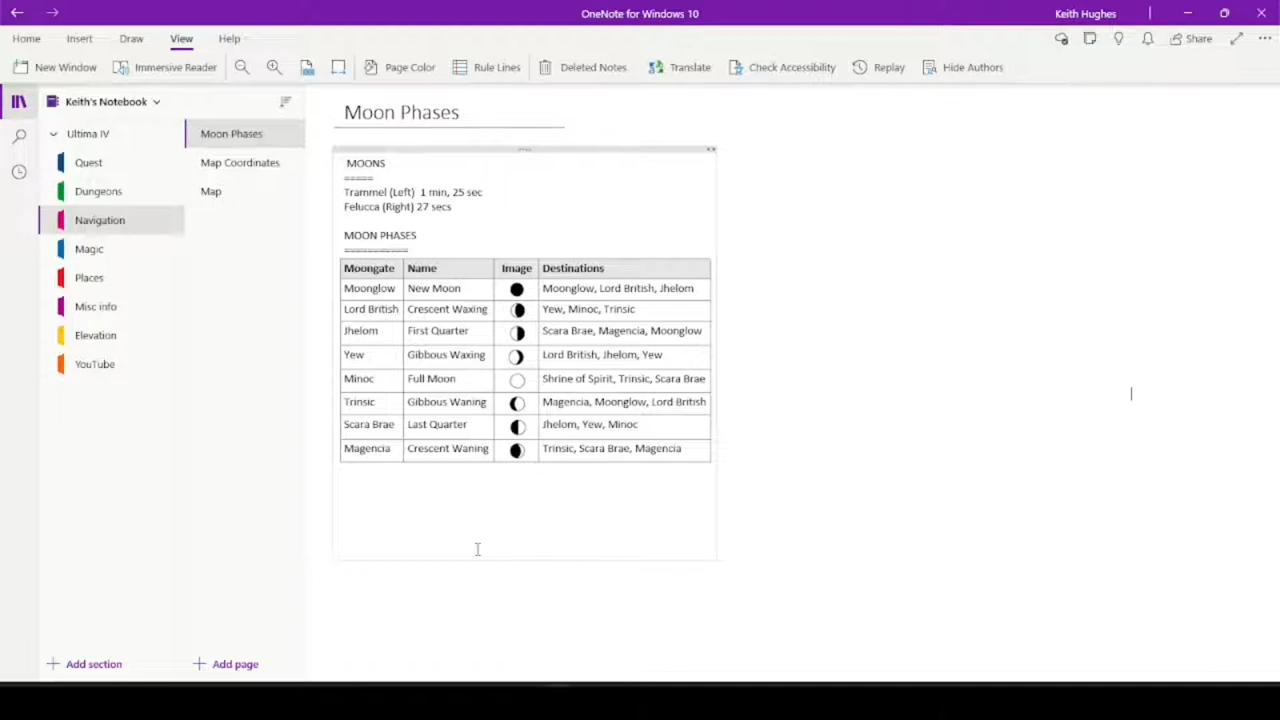 OneNote for Windows 10
Keith Hughes
Home Insert Draw View Help
Share
New Window Immersive Reader Page Color Rule Lines Deleted Notes Translate Check Accessibility Replay Hide Authors
Keith's Notebook
Ultima IV
Quest
Dungeons
Navigation
Magic
Places
Misc info
Elevation
YouTube
Add section
Moon Phases
Map Coordinates
Map
Add page
Moon Phases
MOONS
=====
Trammel (Left) 1 min, 25 sec
Felucca (Right) 27 secs
MOON PHASES
===========
Moongate Name Image Destinations
Moonglow New Moon Moonglow, Lord British, Jhelom
Lord British Crescent Waxing Yew, Minoc, Trinsic
Jhelom First Quarter Scara Brae, Magencia, Moonglow
Yew Gibbous Waxing Lord British, Jhelom, Yew
Minoc Full Moon Shrine of Spirit, Trinsic, Scara Brae
Trinsic Gibbous Waning Magencia, Moonglow, Lord British
Scara Brae Last Quarter Jhelom, Yew, Minoc
Magencia Crescent Waning Trinsic, Scara Brae, Magencia